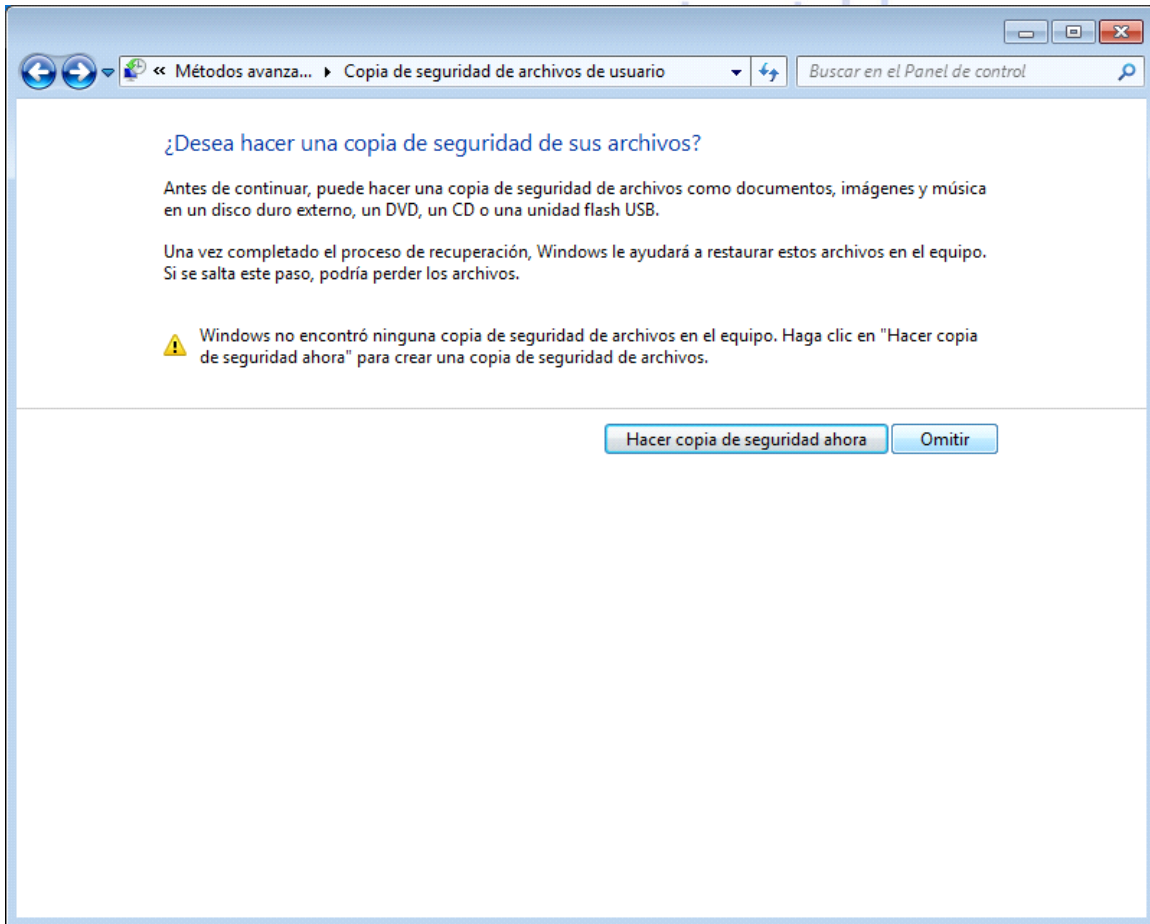 « Métodos avanza... ▸ Copia de seguridad de archivos de usuario
Buscar en el Panel de control
¿Desea hacer una copia de seguridad de sus archivos?
Antes de continuar, puede hacer una copia de seguridad de archivos como documentos, imágenes y música
en un disco duro externo, un DVD, un CD o una unidad flash USB.
Una vez completado el proceso de recuperación, Windows le ayudará a restaurar estos archivos en el equipo.
Si se salta este paso, podría perder los archivos.
Windows no encontró ninguna copia de seguridad de archivos en el equipo. Haga clic en "Hacer copia
de seguridad ahora" para crear una copia de seguridad de archivos.
Hacer copia de seguridad ahora
Omitir